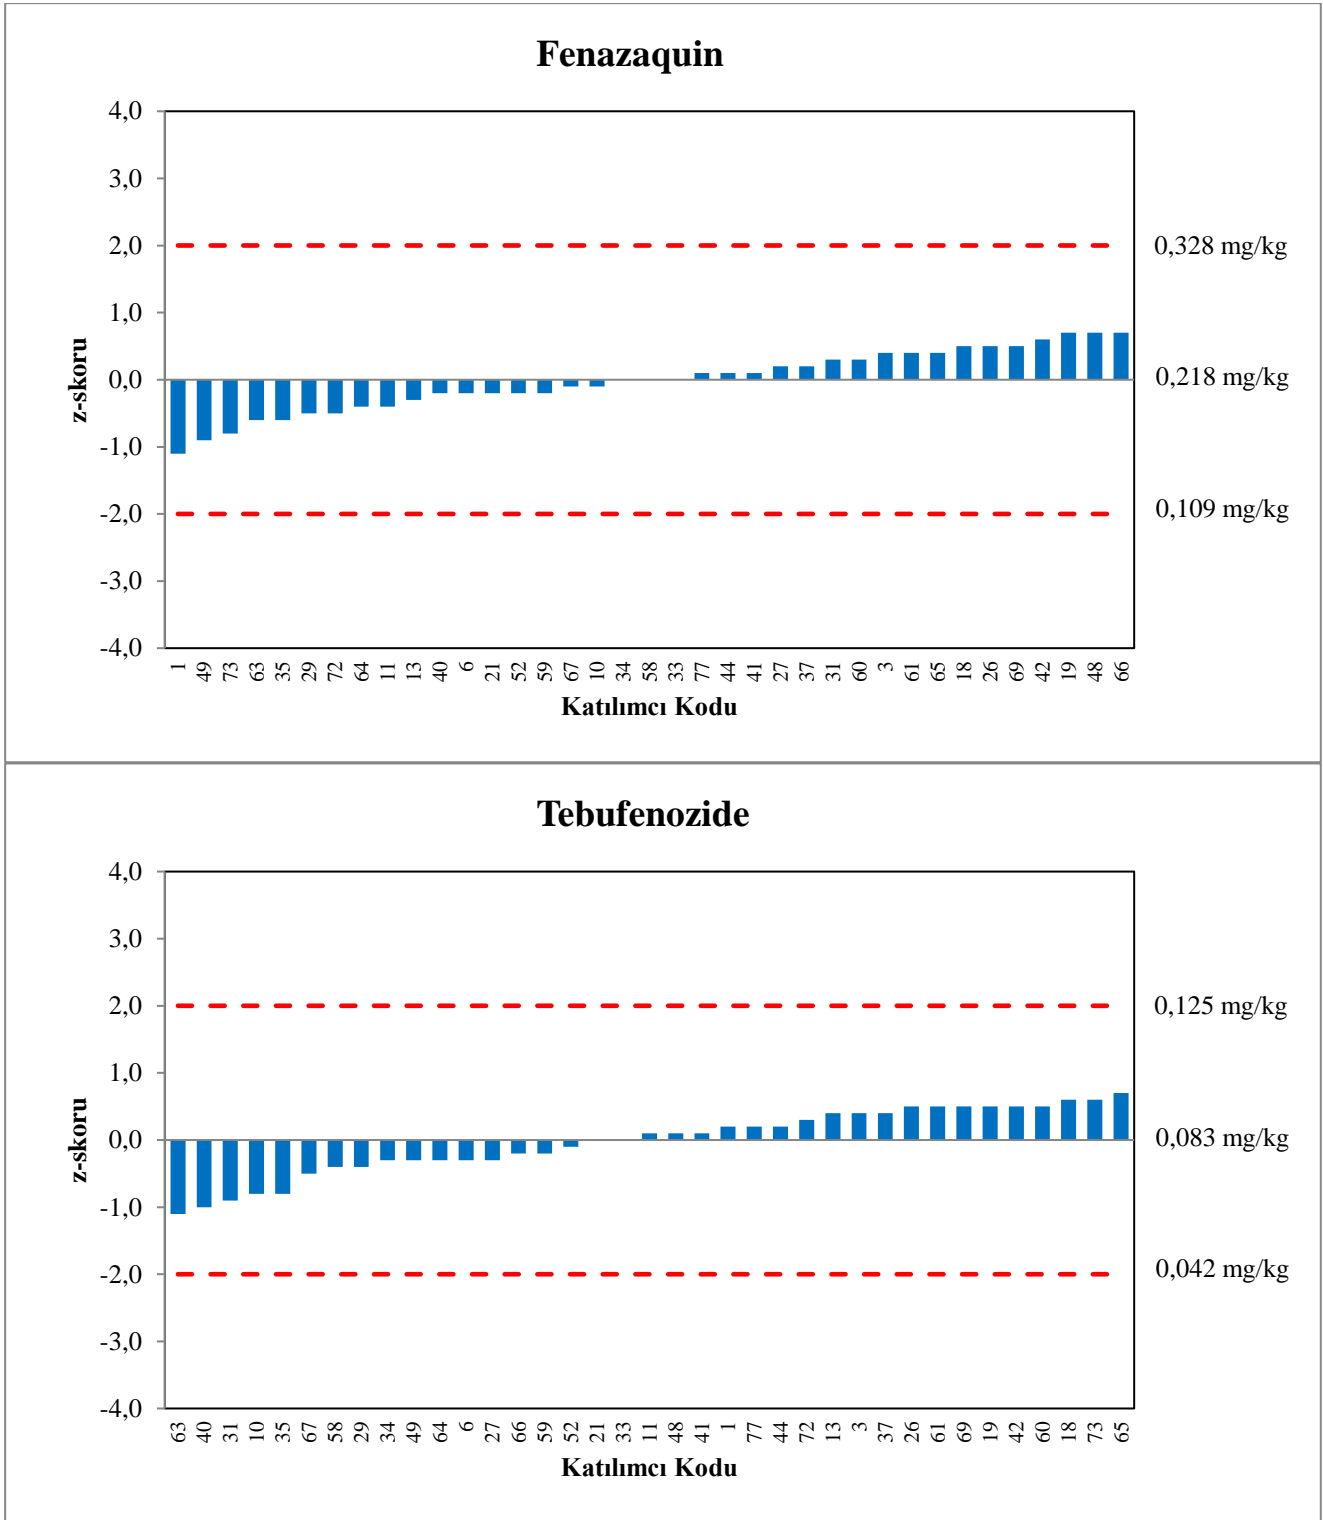 Fenazaquin
4,0
3,0
2,0
0,328 mg/kg
1,0
0,0
0,218 mg/kg
-1,0
-2,0
0,109 mg/kg
-3,0
-4,0
z-skoru
1 49 73 63 35 29 72 64 11 13 40 6 21 52 59 67 10 34 58 33 77 44 41 27 37 31 60 3 61 65 18 26 69 42 19 48 66
Katılımcı Kodu
Tebufenozide
4,0
3,0
2,0
0,125 mg/kg
1,0
0,0
0,083 mg/kg
-1,0
-2,0
0,042 mg/kg
-3,0
-4,0
z-skoru
63 40 31 10 35 67 58 29 34 49 64 6 27 66 59 52 21 33 11 48 41 1 77 44 72 13 3 37 26 61 69 19 42 60 18 73 65
Katılımcı Kodu